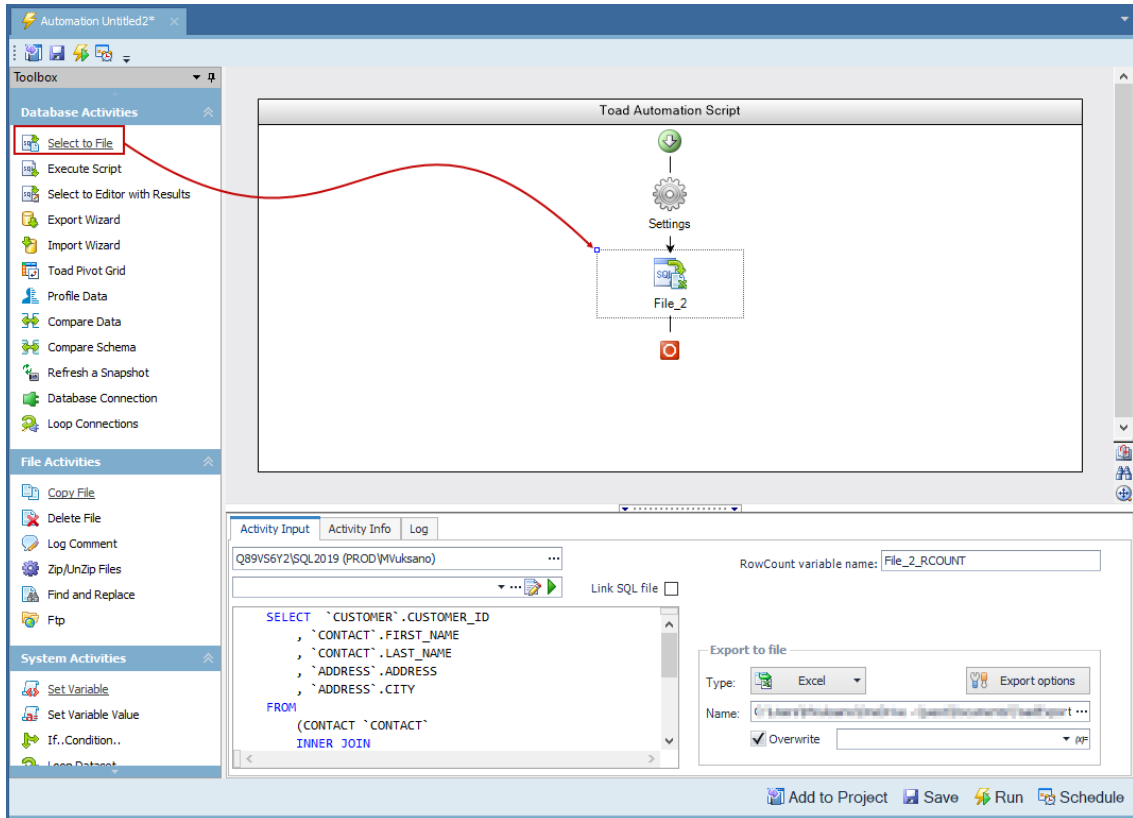 Automation Untitled2*
Toolbox
Database Activities
Select to File
Execute Script
Select to Editor with Results
Export Wizard
Import Wizard
Toad Pivot Grid
Profile Data
Compare Data
Compare Schema
Refresh a Snapshot
Database Connection
Loop Connections
File Activities
Copy File
Delete File
Log Comment
Zip/UnZip Files
Find and Replace
Ftp
System Activities
Set Variable
Set Variable Value
If..Condition..
Loop Dataset
Toad Automation Script
Settings
SQL
File_2
Activity Input Activity Info Log
Q89VS6Y2\SQL2019 (PROD\MVuksano) ...
RowCount variable name: File_2_RCOUNT
Link SQL file
SELECT `CUSTOMER`.CUSTOMER_ID
, `CONTACT`.FIRST_NAME
, `CONTACT`.LAST_NAME
, `ADDRESS`.ADDRESS
, `ADDRESS`.CITY
FROM
(CONTACT `CONTACT`
INNER JOIN
Export to file
Type: Excel Export options
Name: ...
Overwrite
Add to Project Save Run Schedule